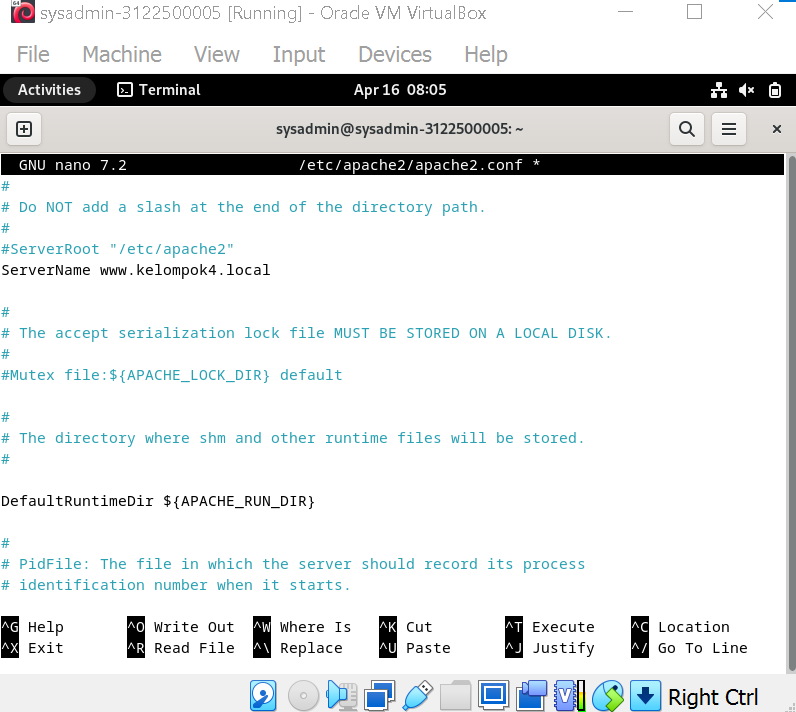 sysadmin-3122500005 [Running] - Oracle VM VirtualBox
File Machine View Input Devices Help
Activities Terminal Apr 16 08:05
sysadmin@sysadmin-3122500005: ~
GNU nano 7.2 /etc/apache2/apache2.conf *
#
# Do NOT add a slash at the end of the directory path.
#
#ServerRoot "/etc/apache2"
ServerName www.kelompok4.local
#
# The accept serialization lock file MUST BE STORED ON A LOCAL DISK.
#
#Mutex file:${APACHE_LOCK_DIR} default
#
# The directory where shm and other runtime files will be stored.
#
DefaultRuntimeDir ${APACHE_RUN_DIR}
#
# PidFile: The file in which the server should record its process
# identification number when it starts.
^G Help ^O Write Out ^W Where Is ^K Cut ^T Execute ^C Location
^X Exit ^R Read File ^\ Replace ^U Paste ^J Justify ^/ Go To Line
Right Ctrl